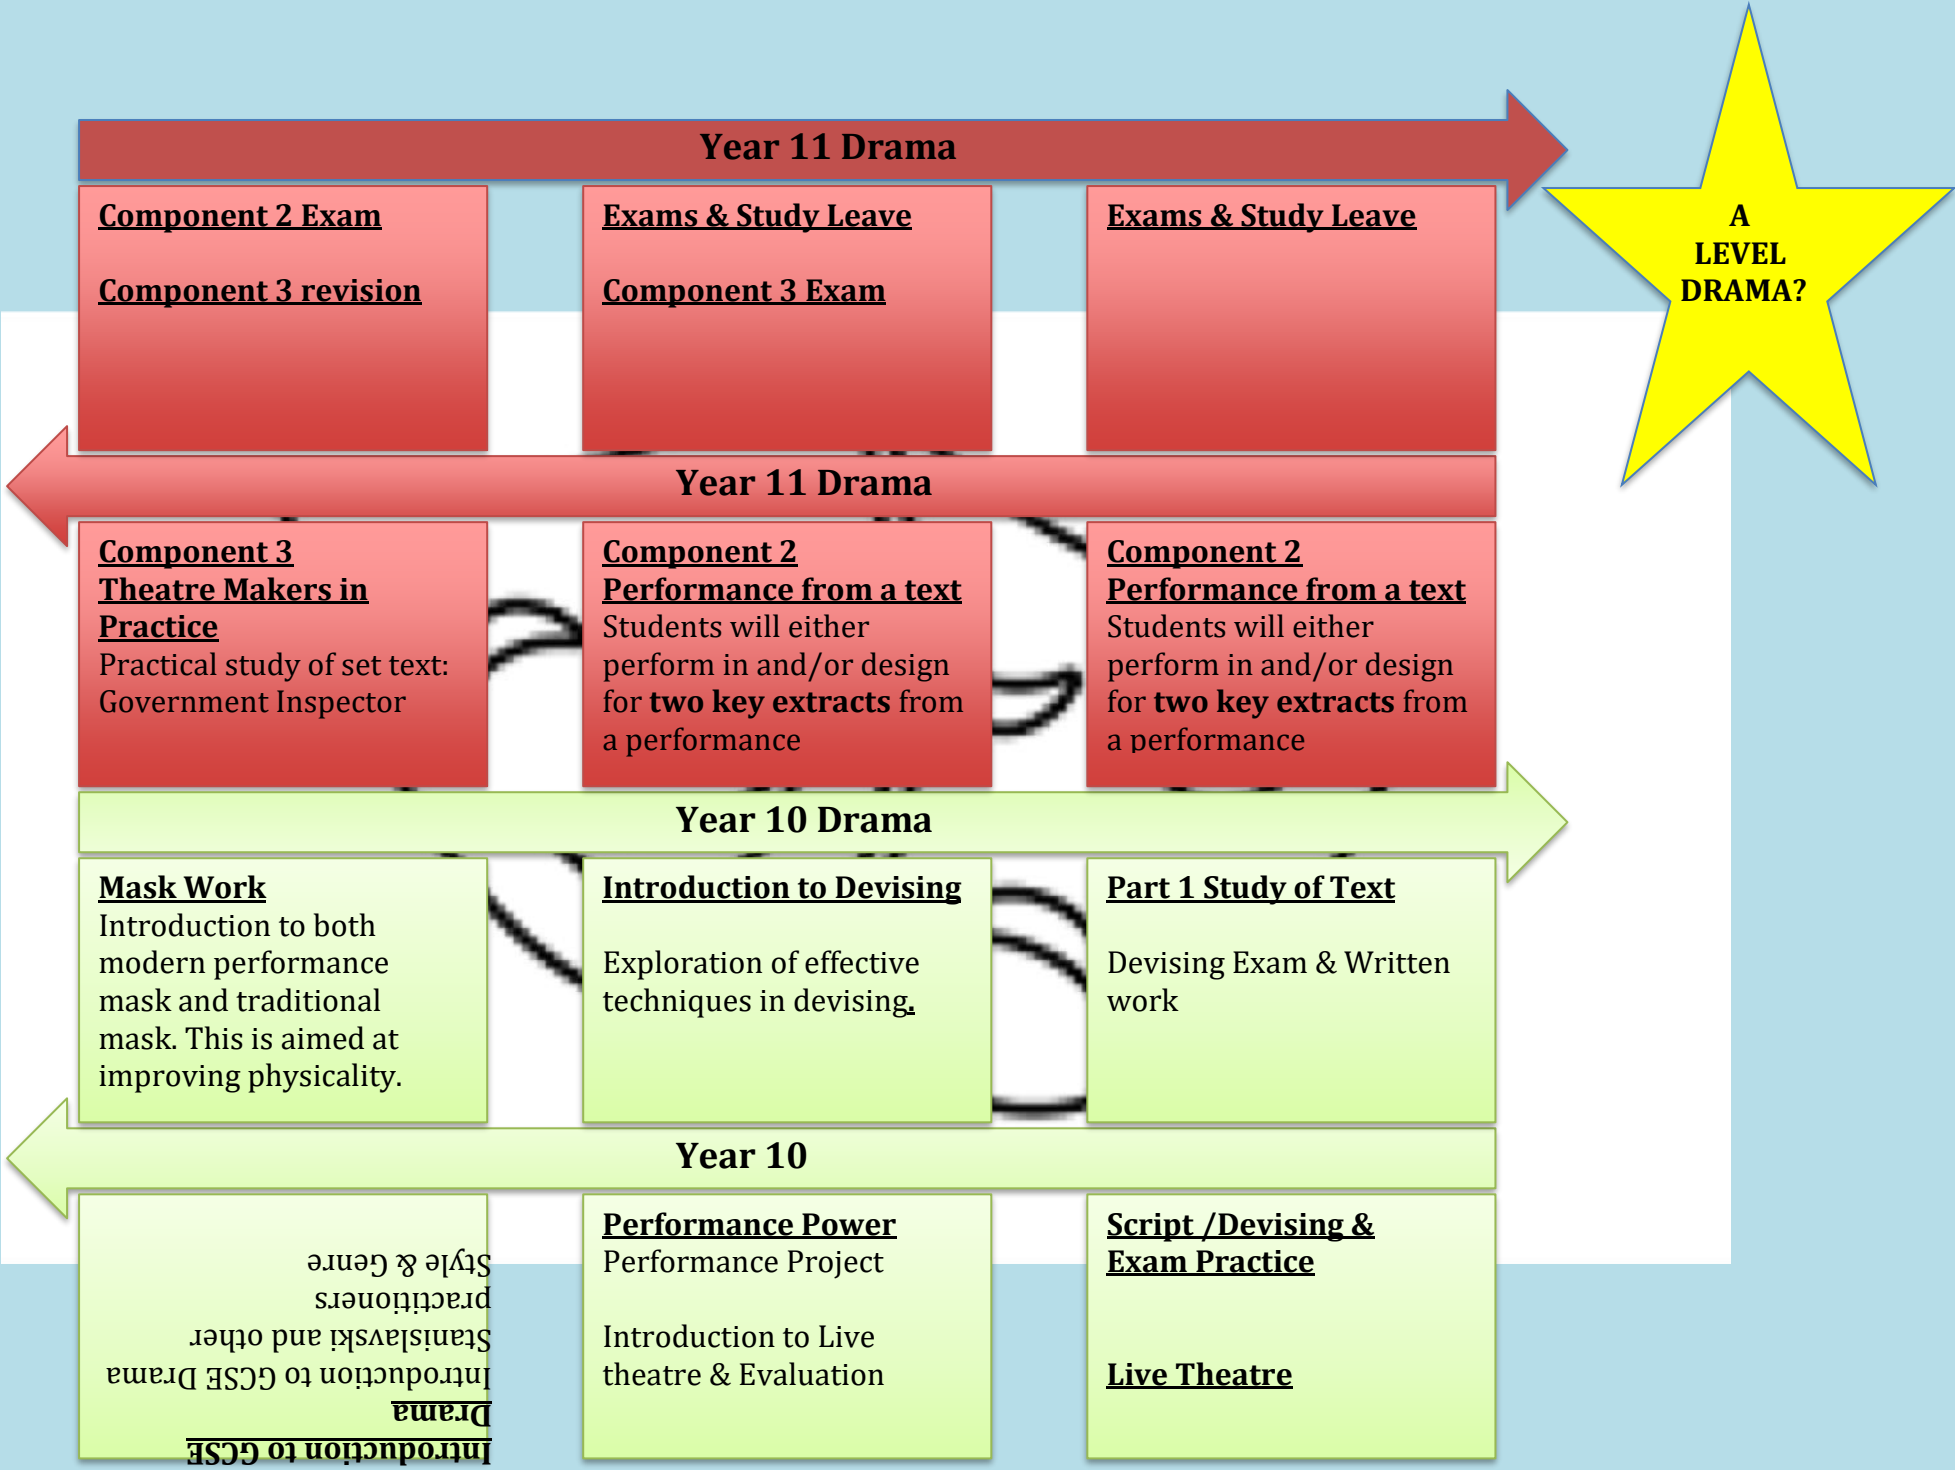 Year 11 Drama
A
LEVEL
DRAMA?
Component 2 Exam
Component 3 revision
Exams & Study Leave
Component 3 Exam
Exams & Study Leave
Year 11 Drama
Component 3
Theatre Makers in
Practice
Practical study of set text:
Government Inspector
Component 2
Performance from a text
Students will either
perform in and/or design
for two key extracts from
a performance
Component 2
Performance from a text
Students will either
perform in and/or design
for two key extracts from
a performance
Year 10 Drama
Mask Work
Introduction to both
modern performance
mask and traditional
mask. This is aimed at
improving physicality.
Introduction to Devising
Exploration of effective
techniques in devising.
Part 1 Study of Text
Devising Exam & Written
work
Year 10
Introduction to GCSE
Drama
Introduction to GCSE Drama
Stanislavski and other
practitioners
Style & Genre
Performance Power
Performance Project
Introduction to Live
theatre & Evaluation
Script /Devising &
Exam Practice
Live Theatre